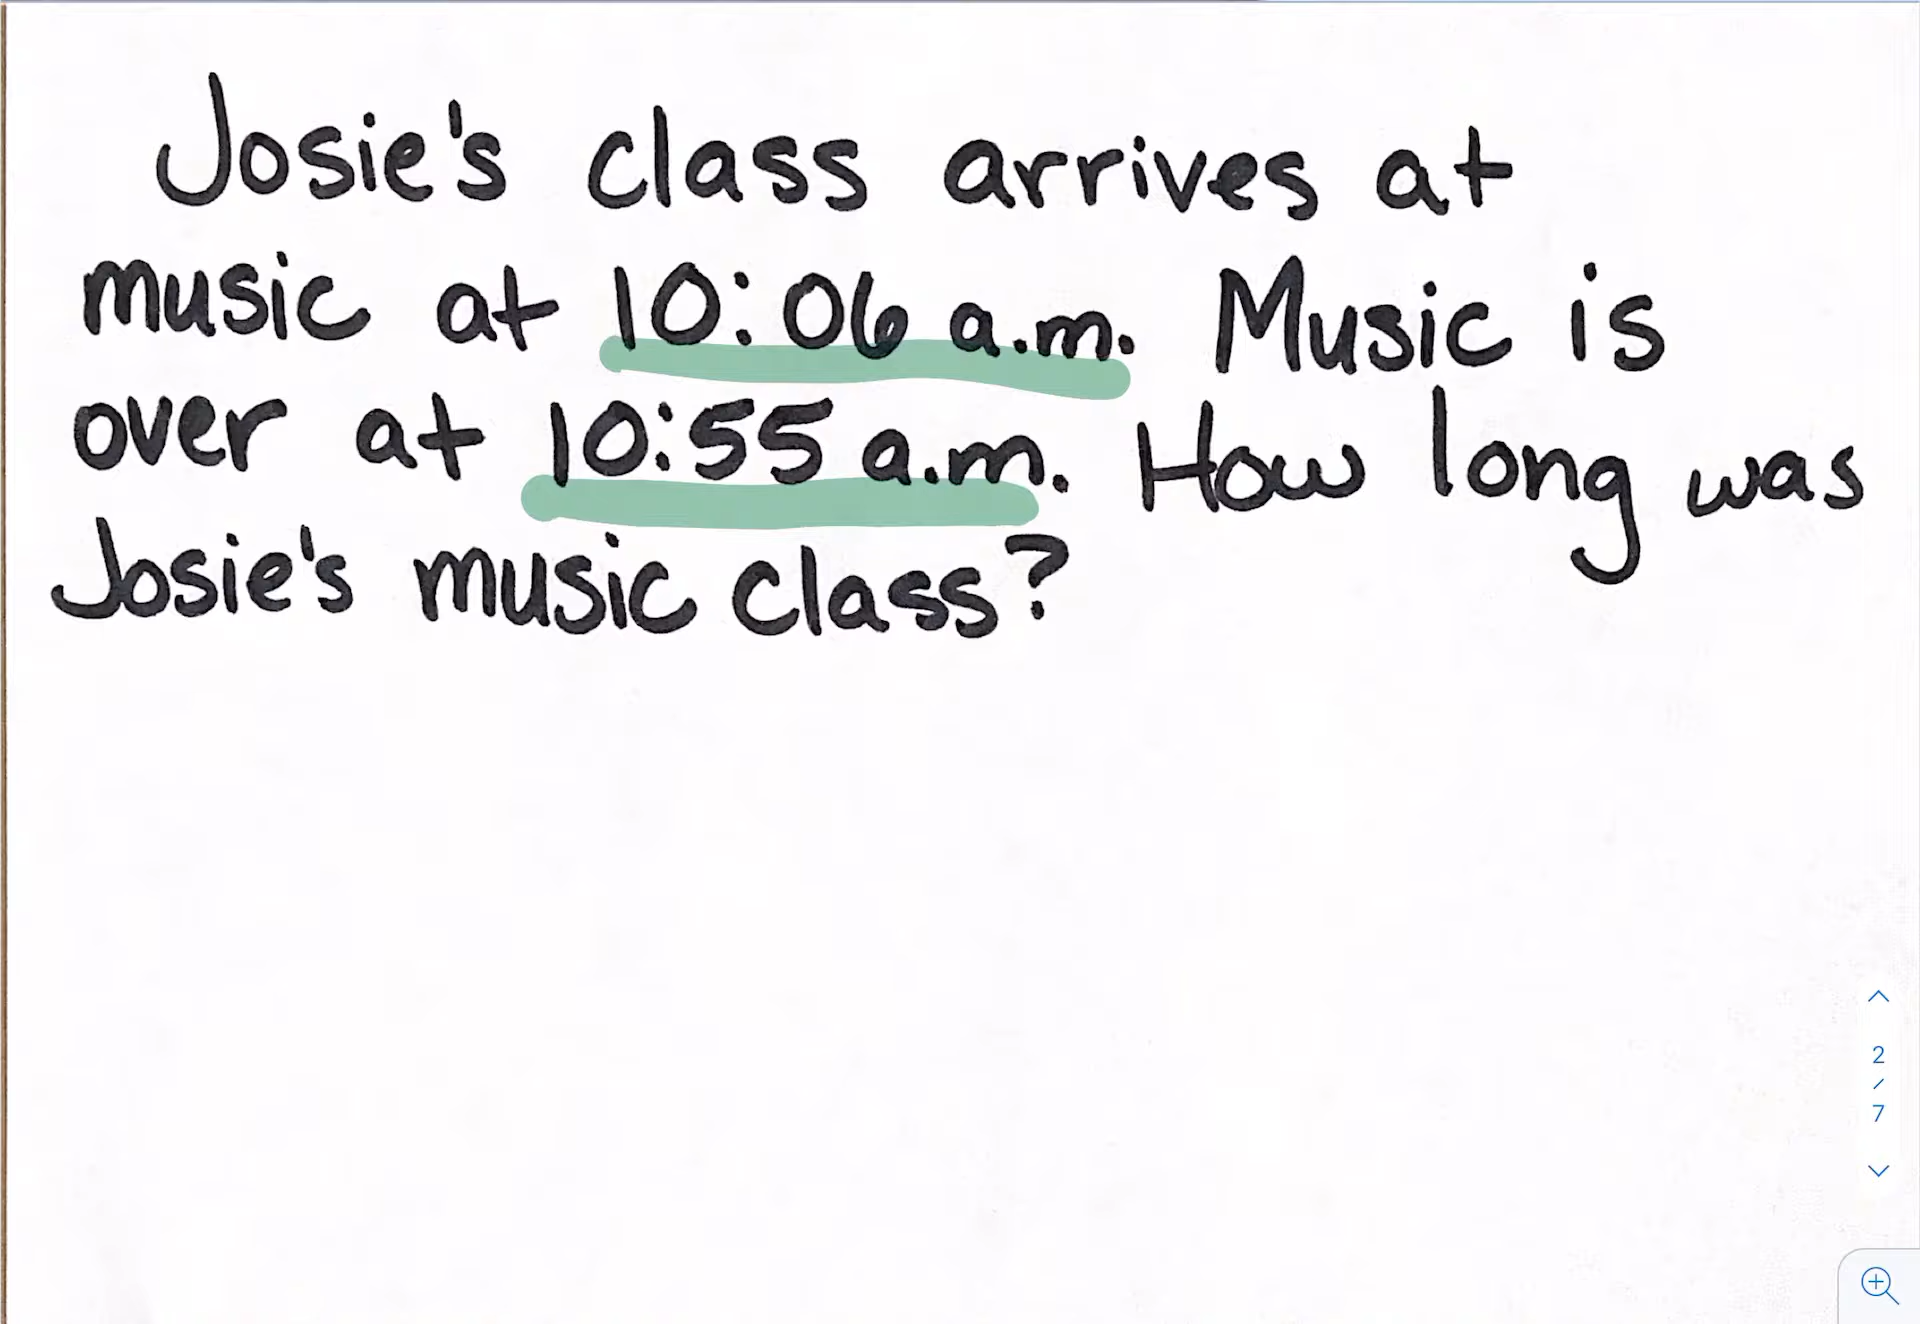 Josie's class arrives at
music at 10:06 a.m. Music is
over at 10:55 a.m. How long was
Josie's music class?
2
/
7